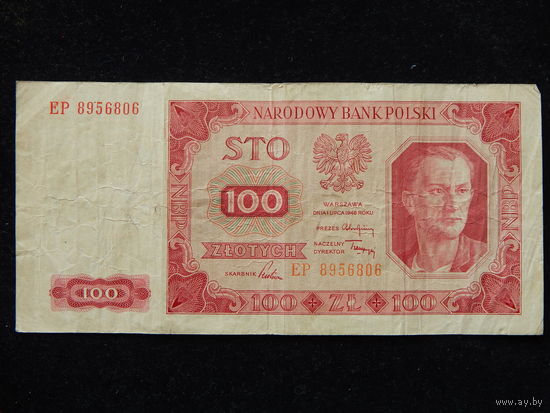 EP 8956806
NARODOWY BANK POLSKI
STO
100
ZŁOTYCH
WARSZAWA
DNIA 1 LIPCA 1948 ROKU
PREZES
NACZELNY
DYREKTOR
SKARBNIK
EP 8956806
NBP
NBP
100
100 + ZŁ + 100
www.ay.by